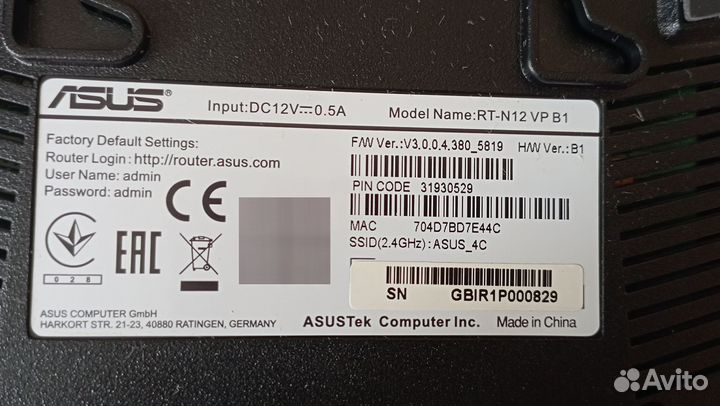 ASUS®
Input:DC12V⎓0.5A
Model Name:RT-N12 VP B1
Factory Default Settings:
Router Login: http://router.asus.com
User Name: admin
Password: admin
F/W Ver.:V3.0.0.4.380_5819 H/W Ver.:B1
PIN CODE 31930529
MAC 704D7BD7E44C
SSID(2.4GHz):ASUS_4C
CE
EAC
028
SN GBIR1P000829
ASUS COMPUTER GmbH
HARKORT STR. 21-23, 40880 RATINGEN, GERMANY
ASUSTek Computer Inc.
Made in China
Avito